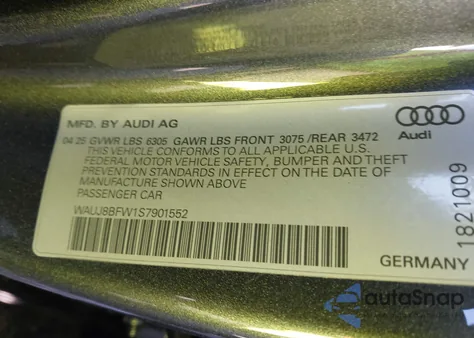 MFD. BY AUDI AG
04 25 GVWR LBS 6305 GAWR LBS FRONT 3075 /REAR 3472
THIS VEHICLE CONFORMS TO ALL APPLICABLE U.S.
FEDERAL MOTOR VEHICLE SAFETY, BUMPER AND THEFT
PREVENTION STANDARDS IN EFFECT ON THE DATE OF
MANUFACTURE SHOWN ABOVE
PASSENGER CAR
WAUJ8BFW1S7901552
Audi
1821009
GERMANY
autoSnap